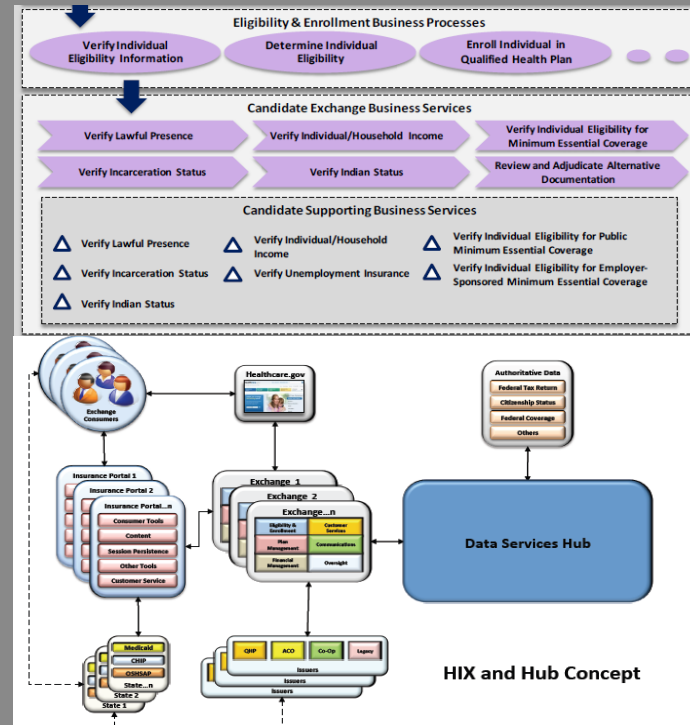 Eligibility & Enrollment Business Processes
Verify Individual
Eligibility Information
Determine Individual
Eligibility
Enroll Individual in
Qualified Health Plan
Candidate Exchange Business Services
Verify Lawful Presence
Verify Individual/Household Income
Verify Individual Eligibility for
Minimum Essential Coverage
Verify Incarceration Status
Verify Indian Status
Review and Adjudicate Alternative
Documentation
Candidate Supporting Business Services
Verify Lawful Presence
Verify Individual/Household
Income
Verify Individual Eligibility for Public
Minimum Essential Coverage
Verify Incarceration Status
Verify Unemployment Insurance
Verify Individual Eligibility for Employer-
Sponsored Minimum Essential Coverage
Verify Indian Status
Exchange
Consumers
Healthcare.gov
Authoritative Data
Federal Tax Return
Citizenship Status
Federal Coverage
Others
Insurance Portal 1
Insurance Portal 2
Insurance Portal...n
Consumer Tools
Content
Session Persistence
Other Tools
Customer Service
Exchange 1
Exchange 2
Exchange...n
Eligibility &
Enrollment
Customer
Services
Plan
Management
Communications
Financial
Management
Oversight
Data Services Hub
Medicaid
CHIP
OSHSAP
State...n
State 2
State 1
QHP
ACO
Co-Op
Legacy
Issuers
Issuers
Issuers
HIX and Hub Concept